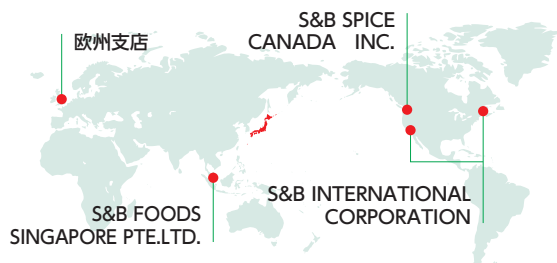 欧州支店
S&B SPICE
CANADA INC.
S&B FOODS
SINGAPORE PTE.LTD.
S&B INTERNATIONAL
CORPORATION